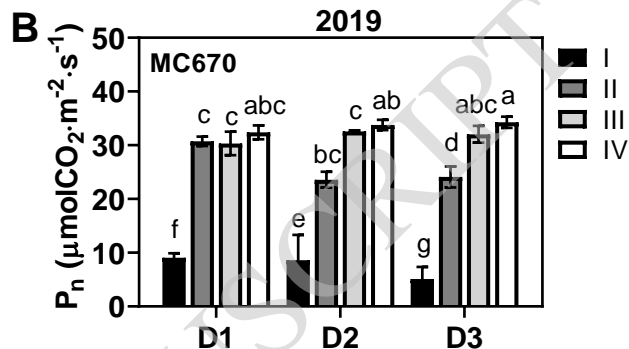 B
2019
50
40
30
20
10
0
Pn (μmolCO2·m-2·s-1)
MC670
f
c
c
abc
e
bc
c
ab
g
d
abc
a
D1
D2
D3
I
II
III
IV
USCRIPT